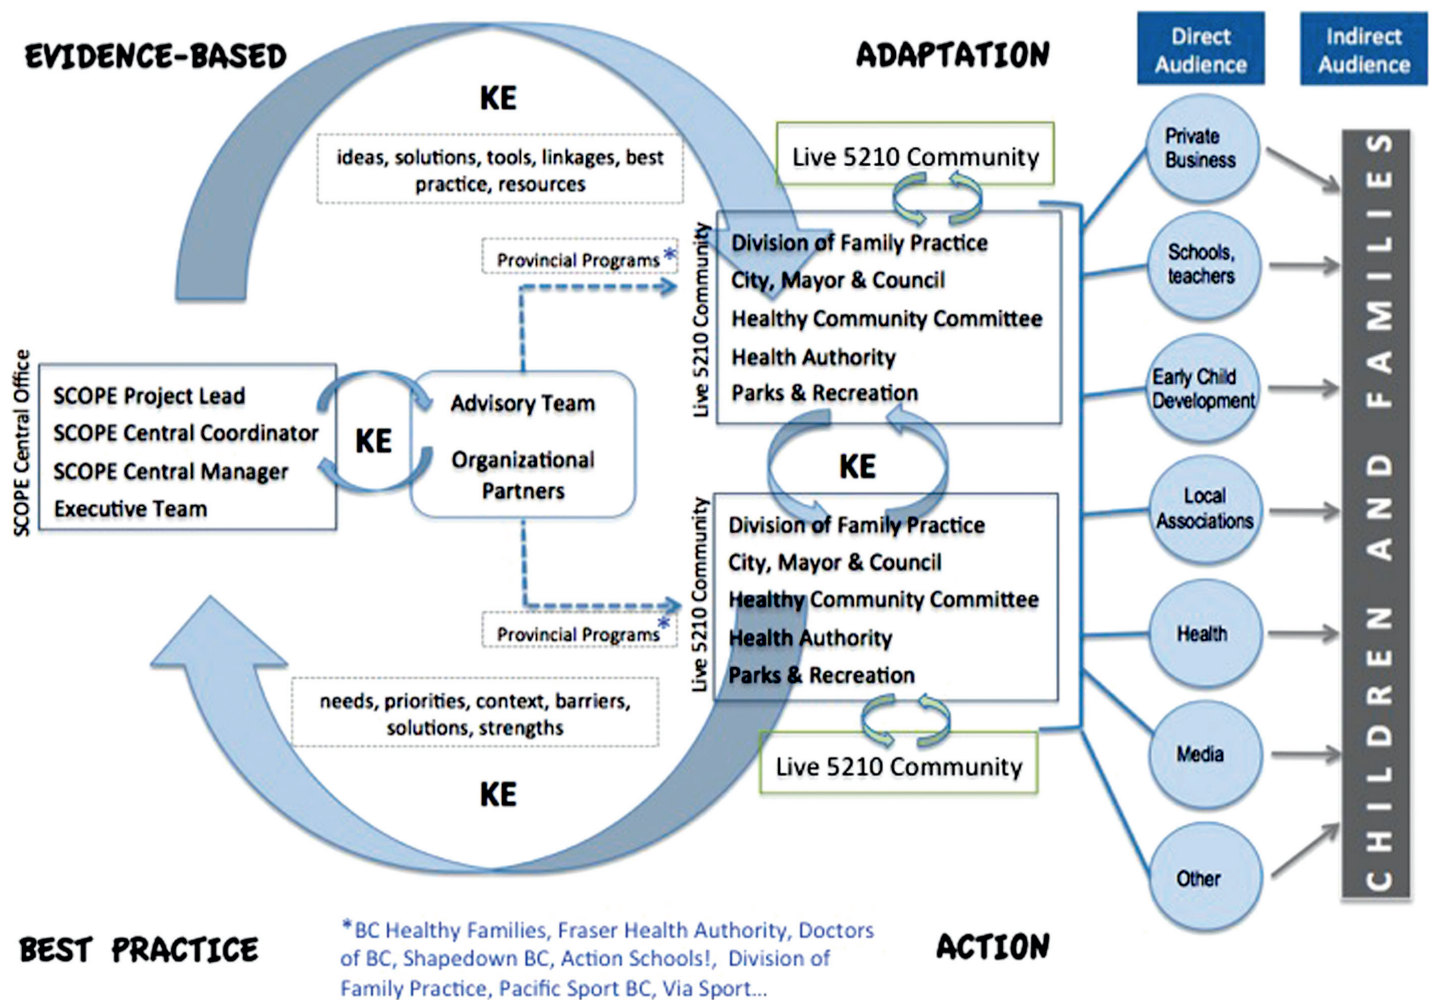 EVIDENCE-BASED
ADAPTATION
Direct
Audience
Indirect
Audience
KE
ideas, solutions, tools, linkages, best
practice, resources
Live 5210 Community
Provincial Programs*
Live 5210 Community
Division of Family Practice
City, Mayor & Council
Healthy Community Committee
Health Authority
Parks & Recreation
SCOPE Central Office
SCOPE Project Lead
SCOPE Central Coordinator
SCOPE Central Manager
Executive Team
KE
Advisory Team
Organizational
Partners
KE
Live 5210 Community
Division of Family Practice
City, Mayor & Council
Healthy Community Committee
Health Authority
Parks & Recreation
Provincial Programs*
needs, priorities, context, barriers,
solutions, strengths
KE
Live 5210 Community
Private
Business
Schools,
teachers
Early Child
Development
Local
Associations
Health
Media
Other
CHILDREN AND FAMILIES
BEST PRACTICE
*BC Healthy Families, Fraser Health Authority, Doctors
of BC, Shapedown BC, Action Schools!, Division of
Family Practice, Pacific Sport BC, Via Sport...
ACTION